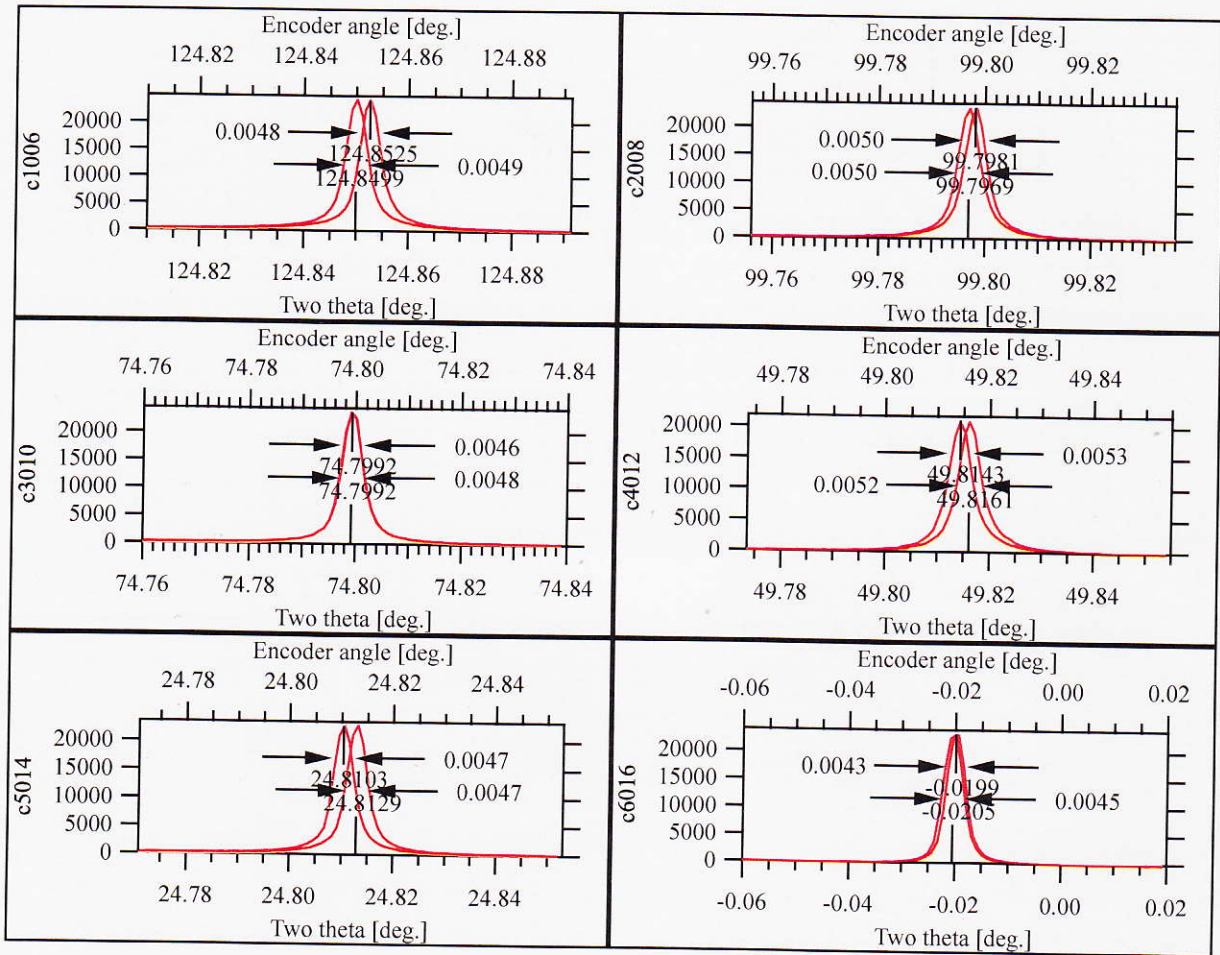 Encoder angle [deg.]
124.82 124.84 124.86 124.88
c1006
20000
15000
10000
5000
0
0.0048
124.8525
0.0049
124.8499
124.82 124.84 124.86 124.88
Two theta [deg.]
Encoder angle [deg.]
99.76 99.78 99.80 99.82
c2008
20000
15000
10000
5000
0
0.0050
99.7981
0.0050
99.7969
99.76 99.78 99.80 99.82
Two theta [deg.]
Encoder angle [deg.]
74.76 74.78 74.80 74.82 74.84
c3010
20000
15000
10000
5000
0
0.0046
74.7992
0.0048
74.7992
74.76 74.78 74.80 74.82 74.84
Two theta [deg.]
Encoder angle [deg.]
49.78 49.80 49.82 49.84
c4012
20000
15000
10000
5000
0
0.0053
49.8143
0.0052
49.8161
49.78 49.80 49.82 49.84
Two theta [deg.]
Encoder angle [deg.]
24.78 24.80 24.82 24.84
c5014
20000
15000
10000
5000
0
0.0047
24.8103
0.0047
24.8129
24.78 24.80 24.82 24.84
Two theta [deg.]
Encoder angle [deg.]
-0.06 -0.04 -0.02 0.00 0.02
c6016
20000
15000
10000
5000
0
0.0043
-0.0199
0.0045
-0.0205
-0.06 -0.04 -0.02 0.00 0.02
Two theta [deg.]